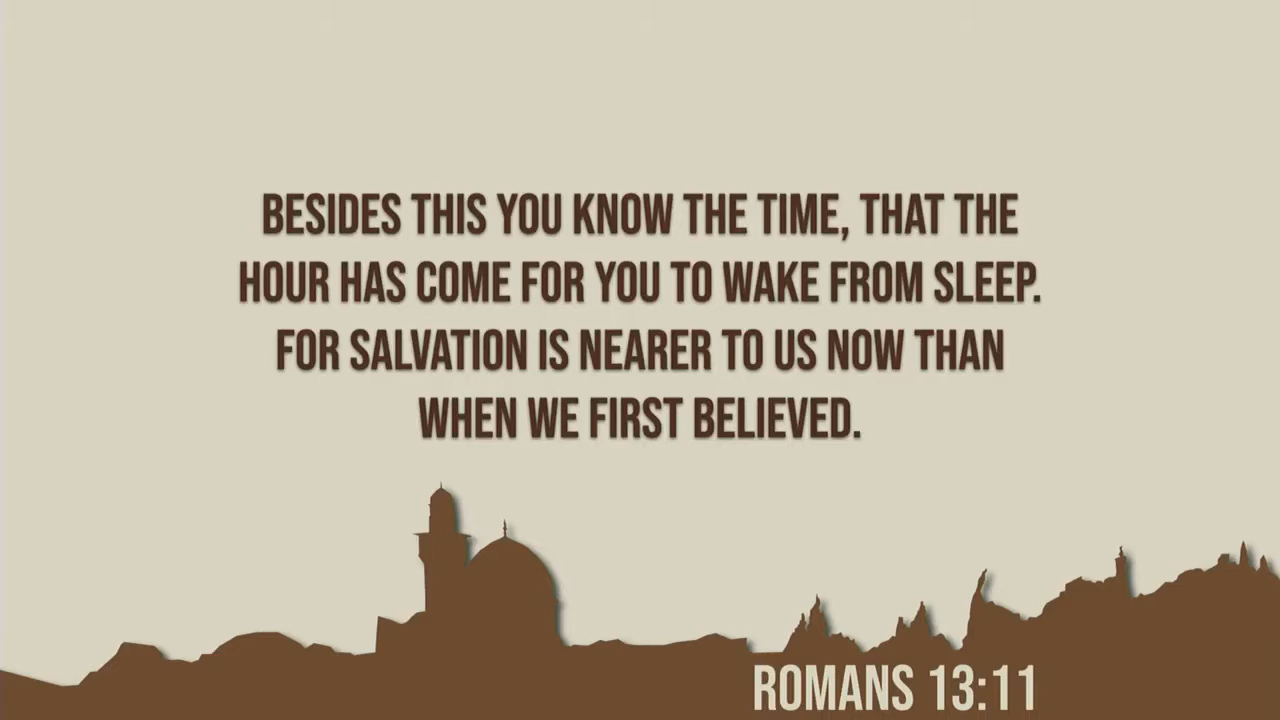 BESIDES THIS YOU KNOW THE TIME, THAT THE
HOUR HAS COME FOR YOU TO WAKE FROM SLEEP.
FOR SALVATION IS NEARER TO US NOW THAN
WHEN WE FIRST BELIEVED.
ROMANS 13:11